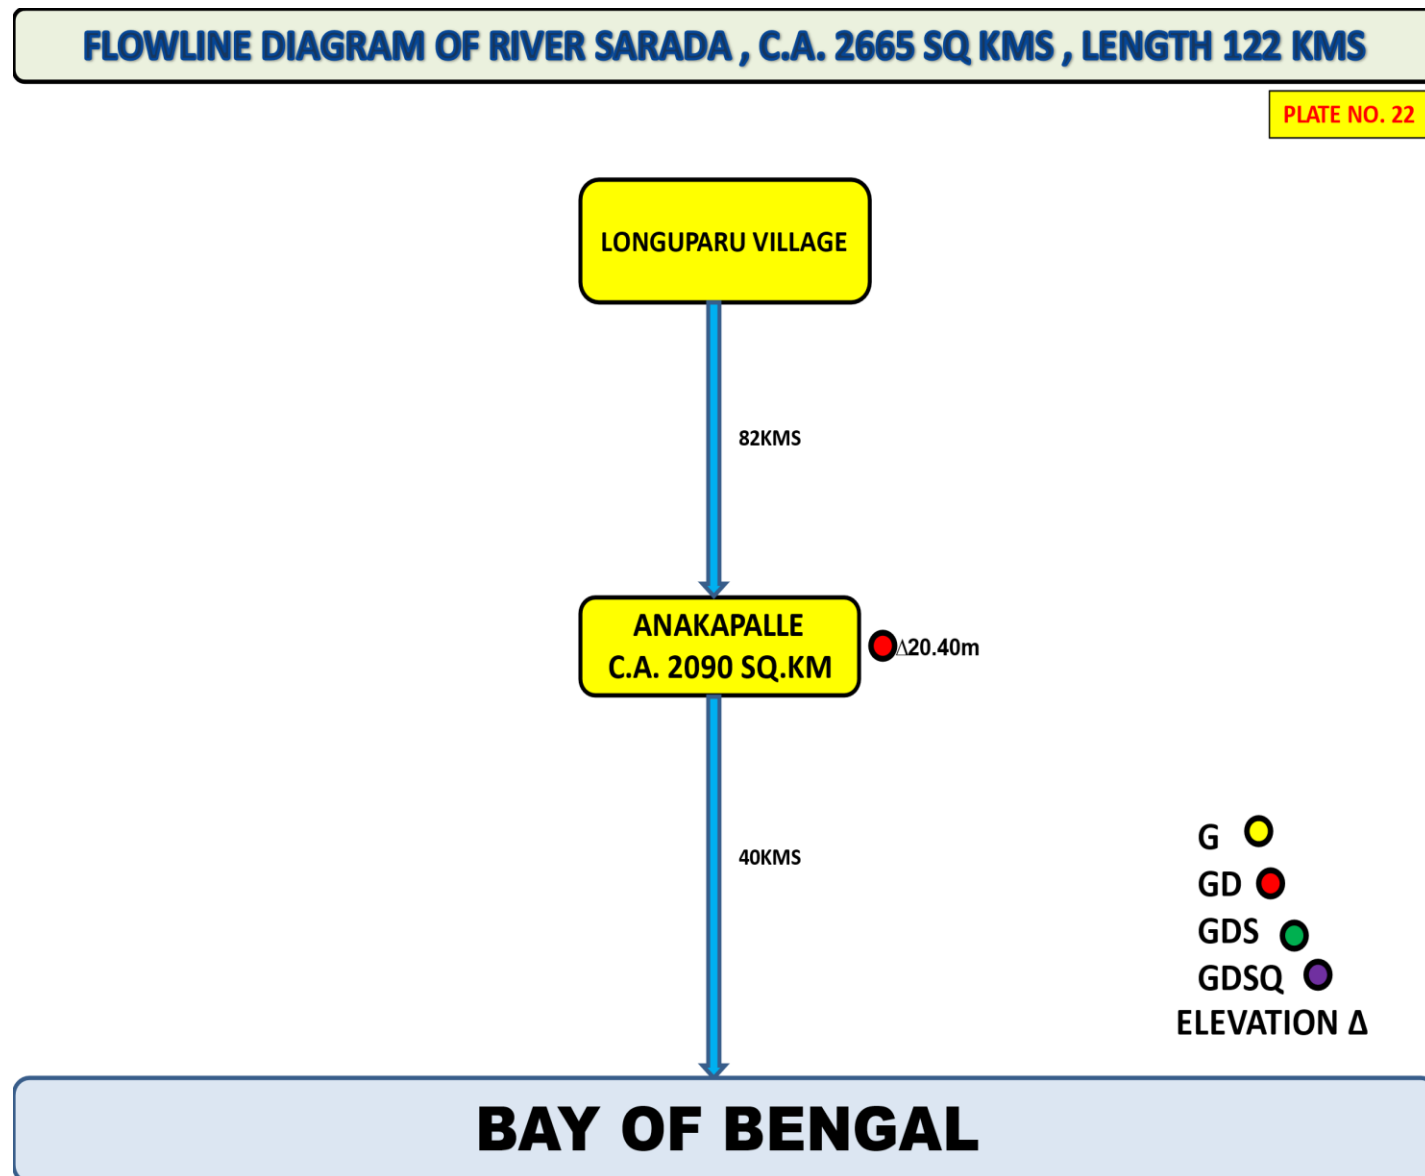 FLOWLINE DIAGRAM OF RIVER SARADA , C.A. 2665 SQ KMS , LENGTH 122 KMS
PLATE NO. 22
LONGUPARU VILLAGE
82KMS
ANAKAPALLE
C.A. 2090 SQ.KM
∆20.40m
40KMS
G
GD
GDS
GDSQ
ELEVATION Δ
BAY OF BENGAL